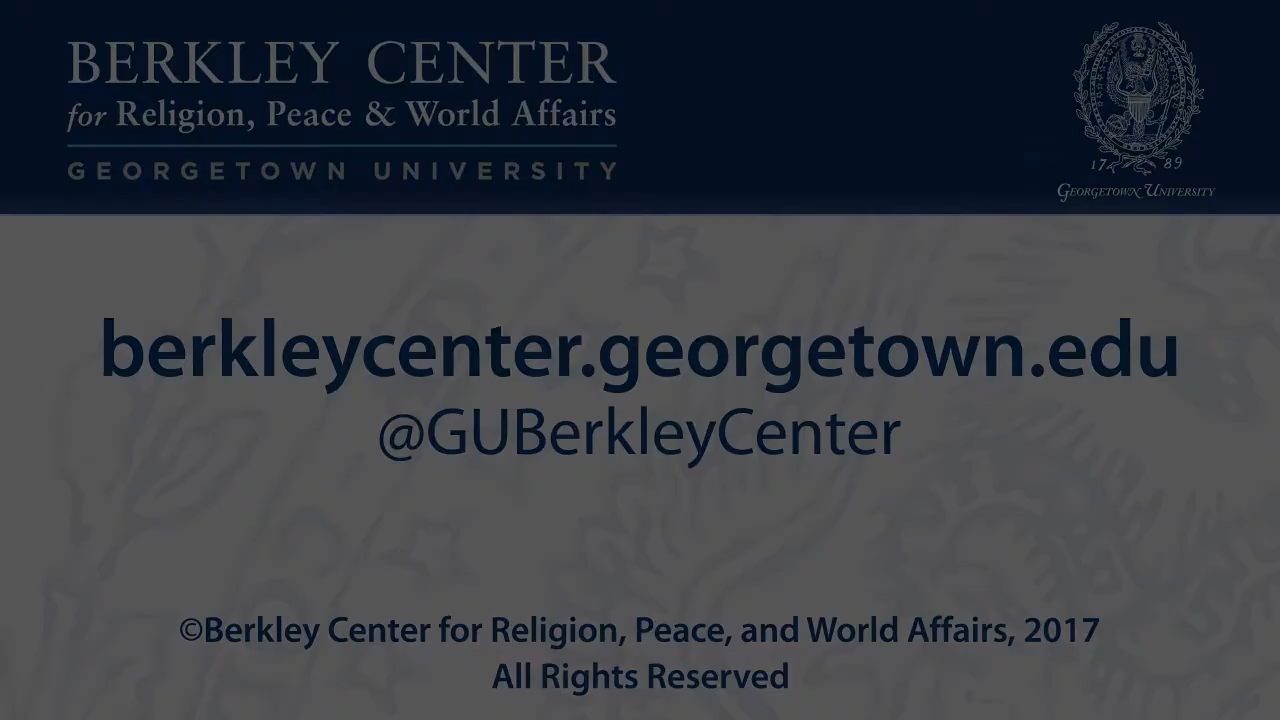 BERKLEY CENTER
for Religion, Peace & World Affairs
GEORGETOWN UNIVERSITY
17 89
GEORGETOWN UNIVERSITY
berkleycenter.georgetown.edu
@GUBerkleyCenter
©Berkley Center for Religion, Peace, and World Affairs, 2017
All Rights Reserved